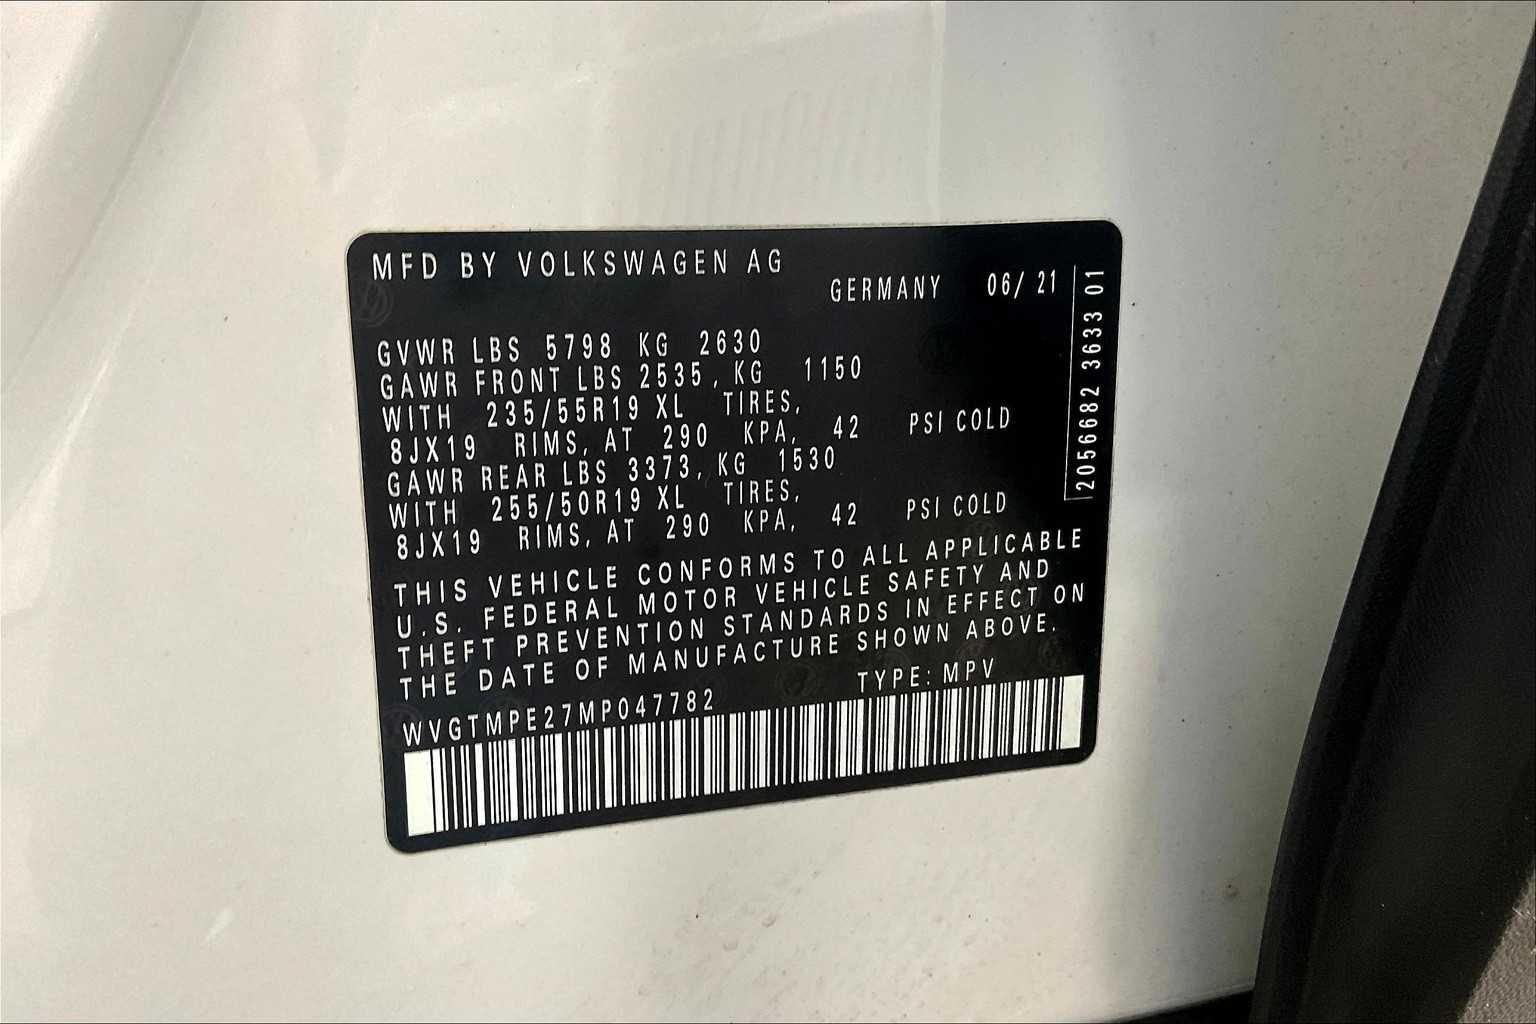 MFD BY VOLKSWAGEN AG
GERMANY 06/ 21
GVWR LBS 5798 KG 2630
GAWR FRONT LBS 2535, KG 1150
WITH 235/55R19 XL TIRES,
8JX19 RIMS, AT 290 KPA, 42 PSI COLD
GAWR REAR LBS 3373, KG 1530
WITH 255/50R19 XL TIRES,
8JX19 RIMS, AT 290 KPA, 42 PSI COLD
THIS VEHICLE CONFORMS TO ALL APPLICABLE
U.S. FEDERAL MOTOR VEHICLE SAFETY AND
THEFT PREVENTION STANDARDS IN EFFECT ON
THE DATE OF MANUFACTURE SHOWN ABOVE.
TYPE: MPV
WVGTMPE27MP047782
2056682 3633 01